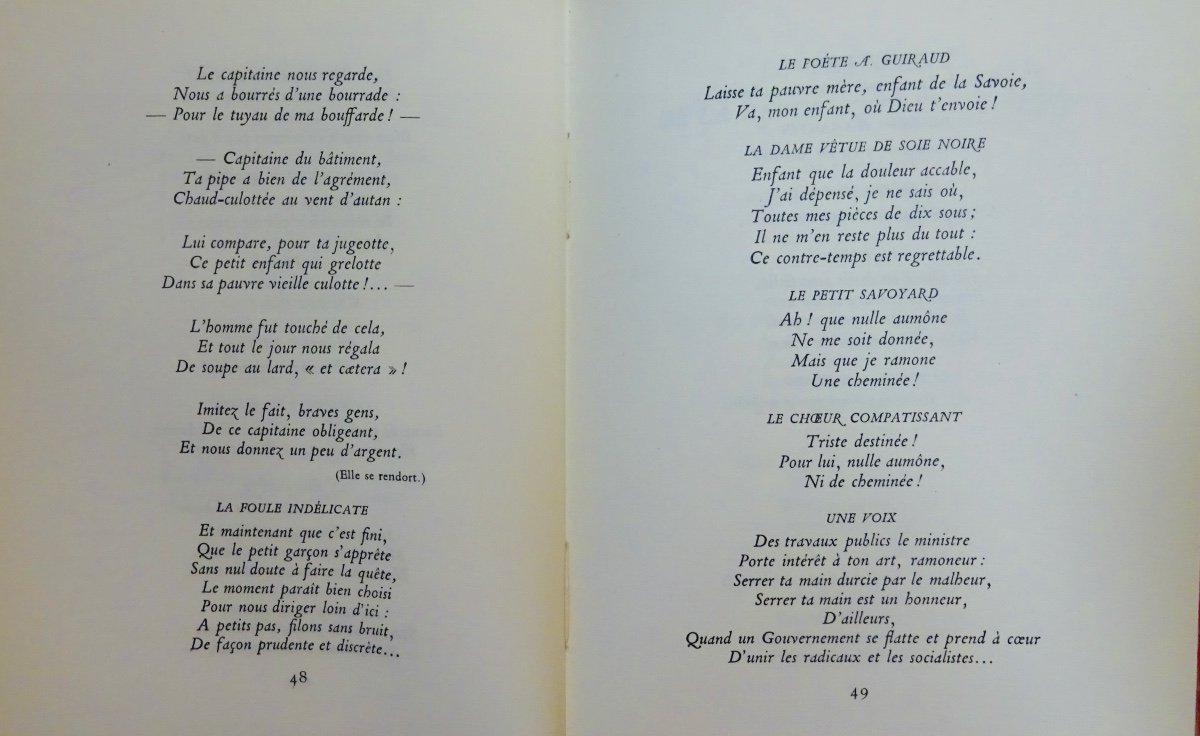 Le capitaine nous regarde,
Nous a bourrés d'une bourrade :
— Pour le tuyau de ma bouffarde ! —
— Capitaine du bâtiment,
Ta pipe a bien de l'agrément,
Chaud-culottée au vent d'autan :
Lui compare, pour ta jugeotte,
Ce petit enfant qui grelotte
Dans sa pauvre vieille culotte !... —
L'homme fut touché de cela,
Et tout le jour nous régala
De soupe au lard, « et cætera » !
Imitez le fait, braves gens,
De ce capitaine obligeant,
Et nous donnez un peu d'argent.
(Elle se rendort.)
LA FOULE INDÉLICATE
Et maintenant que c'est fini,
Que le petit garçon s'apprête
Sans nul doute à faire la quête,
Le moment paraît bien choisi
Pour nous diriger loin d'ici :
A petits pas, filons sans bruit,
De façon prudente et discrète...
48
LE POÈTE A. GUIRAUD
Laisse ta pauvre mère, enfant de la Savoie,
Va, mon enfant, où Dieu t'envoie !
LA DAME VÊTUE DE SOIE NOIRE
Enfant que la douleur accable,
J'ai dépensé, je ne sais où,
Toutes mes pièces de dix sous ;
Il ne m'en reste plus du tout :
Ce contre-temps est regrettable.
LE PETIT SAVOYARD
Ah ! que nulle aumône
Ne me soit donnée,
Mais que je ramone
Une cheminée !
LE CHŒUR COMPATISSANT
Triste destinée !
Pour lui, nulle aumône,
Ni de cheminée !
UNE VOIX
Des travaux publics le ministre
Porte intérêt à ton art, ramoneur :
Serrer ta main durcie par le malheur,
Serrer ta main est un honneur,
D'ailleurs,
Quand un Gouvernement se flatte et prend à cœur
D'unir les radicaux et les socialistes...
49